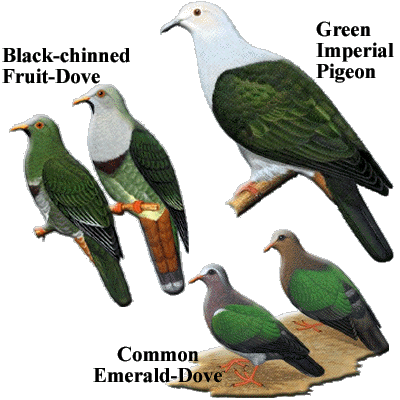 Black-chinned
Fruit-Dove
Green
Imperial
Pigeon
Common
Emerald-Dove